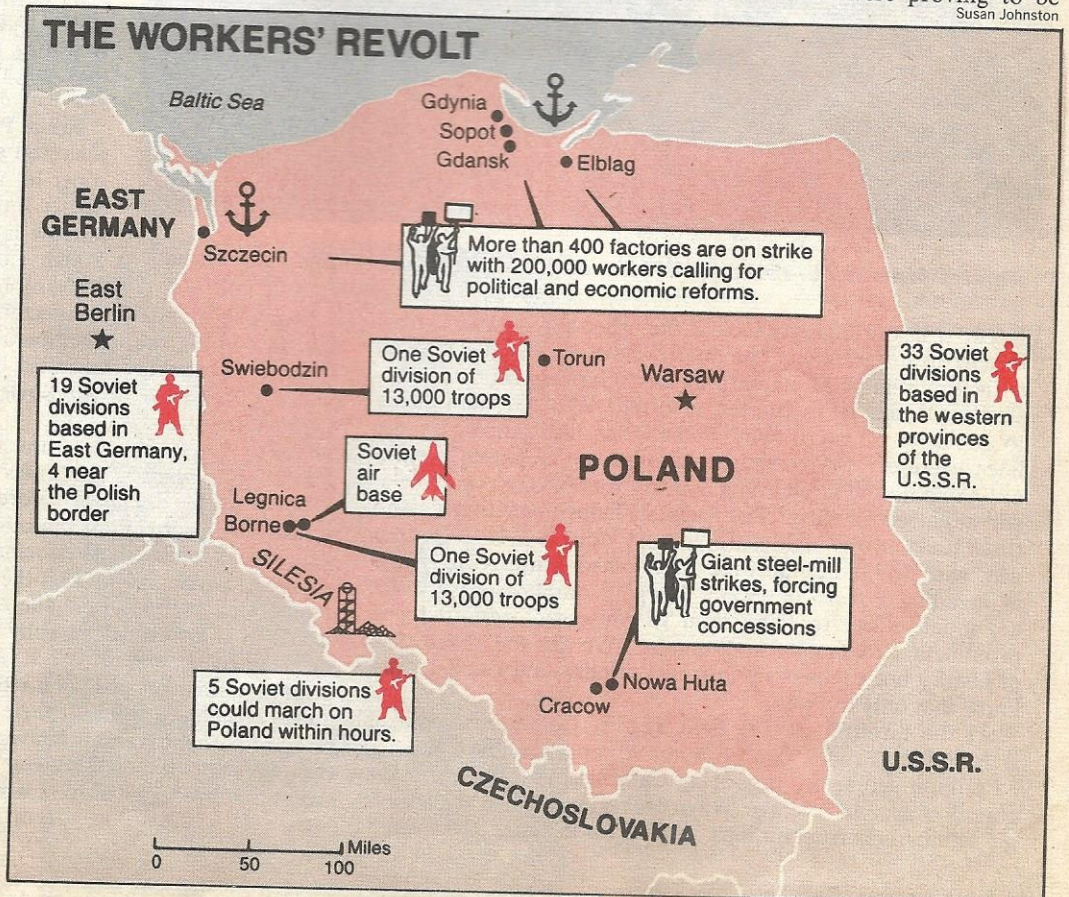 proving to be
Susan Johnston
THE WORKERS' REVOLT
Baltic Sea
Gdynia
Sopot
Gdansk
Elblag
EAST
GERMANY
Szczecin
More than 400 factories are on strike
with 200,000 workers calling for
political and economic reforms.
East
Berlin
19 Soviet
divisions
based in
East Germany,
4 near
the Polish
border
Swiebodzin
One Soviet
division of
13,000 troops
Torun
Warsaw
33 Soviet
divisions
based in
the western
provinces
of the
U.S.S.R.
POLAND
Soviet
air
base
Legnica
Borne
One Soviet
division of
13,000 troops
SILESIA
Giant steel-mill
strikes, forcing
government
concessions
Nowa Huta
Cracow
5 Soviet divisions
could march on
Poland within hours.
U.S.S.R.
CZECHOSLOVAKIA
Miles
0 50 100